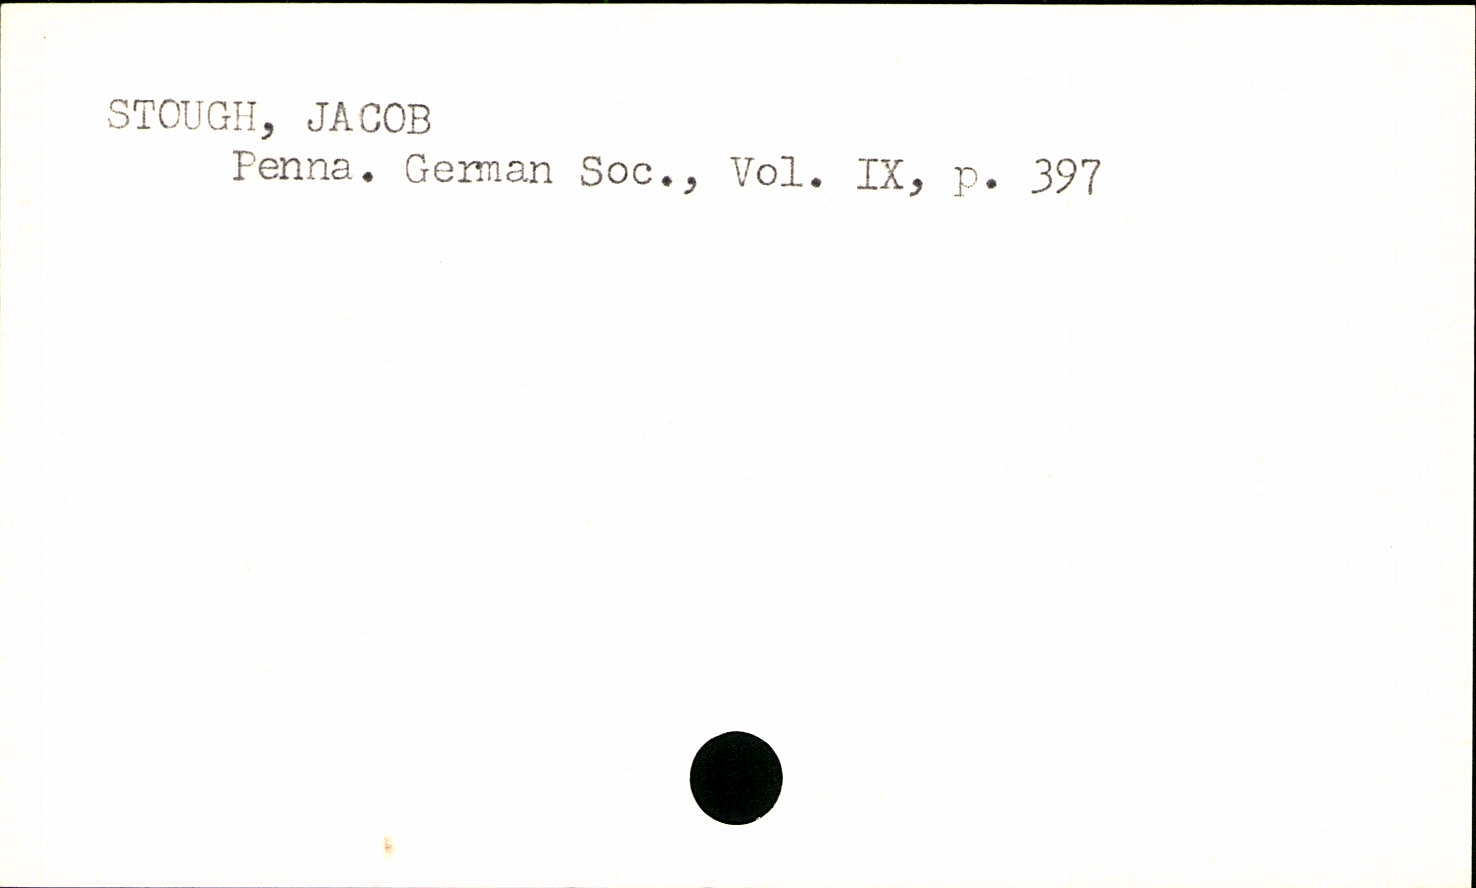 STOUGH, JACOB
Penna. German Soc., Vol. IX, p. 397